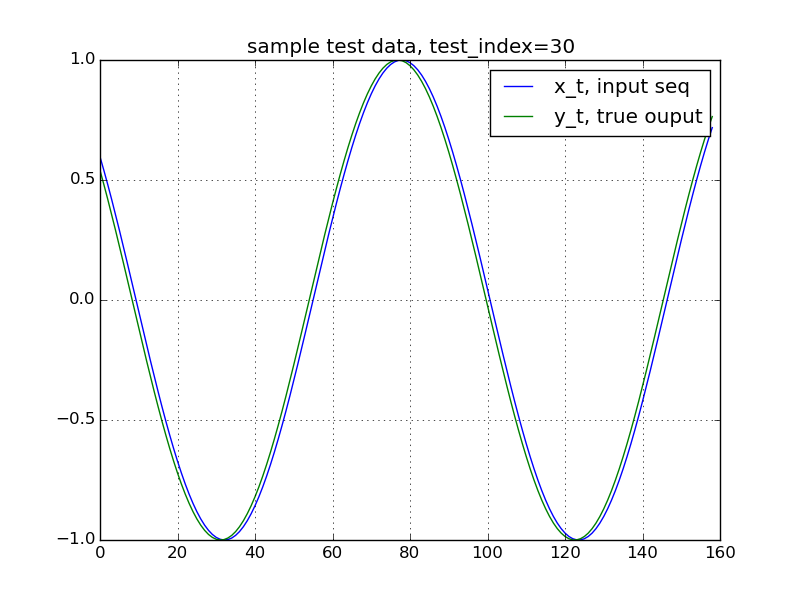 sample test data, test_index=30
x_t, input seq
y_t, true ouput
1.0
0.5
0.0
−0.5
−1.0
0 20 40 60 80 100 120 140 160